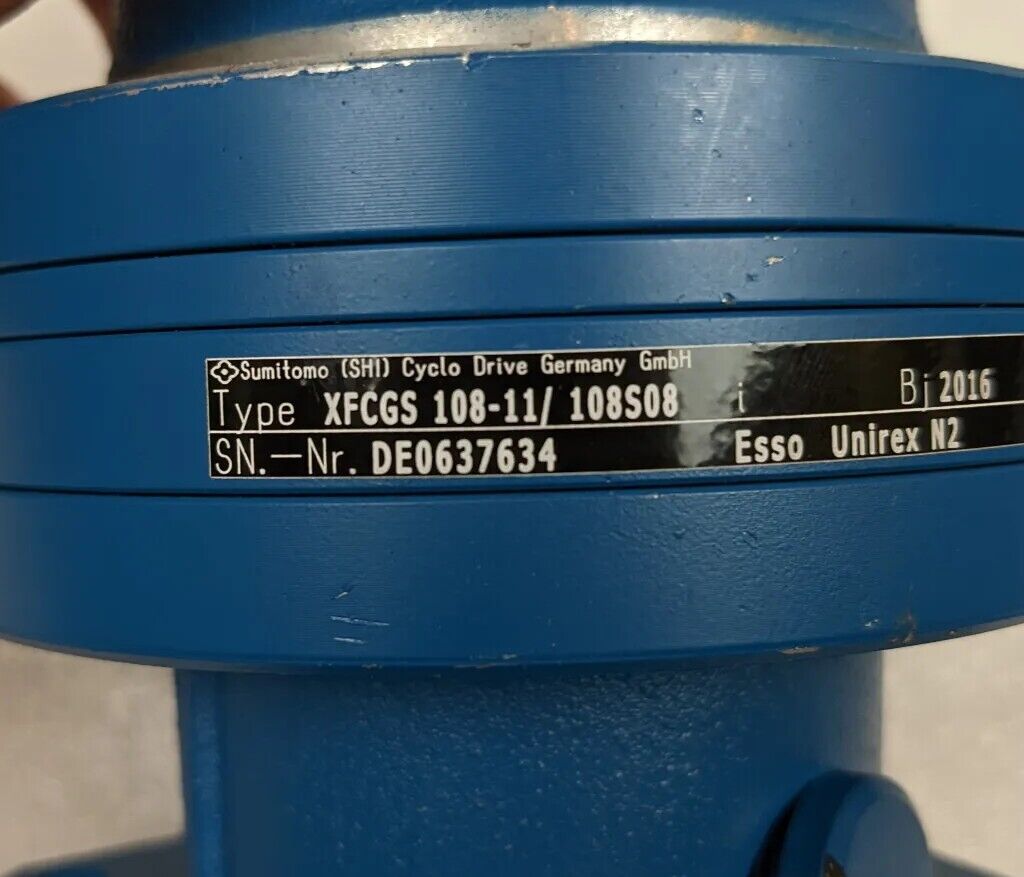 Sumitomo (SHI) Cyclo Drive Germany GmbH
Type XFCGS 108-11/ 108S08 i Bj 2016
SN.-Nr. DE0637634 Esso Unirex N2